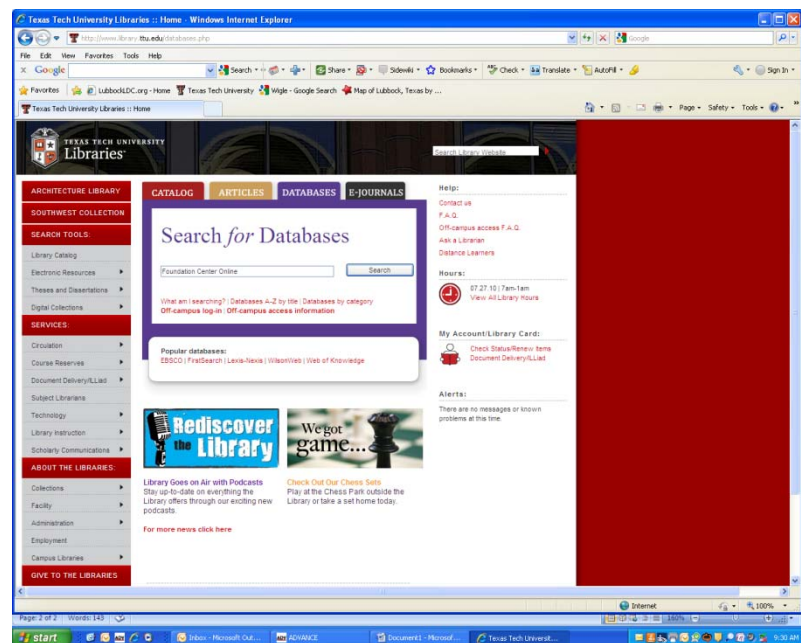 Texas Tech University Libraries :: Home - Windows Internet Explorer
http://www.library.ttu.edu/databases.php
Google
File Edit View Favorites Tools Help
x Google Search Share Sidewiki Bookmarks Check Translate AutoFill Sign In
Favorites LubbockLDC.org - Home Texas Tech University Wigle - Google Search Map of Lubbock, Texas by ...
Texas Tech University Libraries :: Home
Page Safety Tools
TEXAS TECH UNIVERSITY
Libraries
Search Library Website
ARCHITECTURE LIBRARY
SOUTHWEST COLLECTION
SEARCH TOOLS:
Library Catalog
Electronic Resources
Theses and Dissertations
Digital Collections
SERVICES:
Circulation
Course Reserves
Document Delivery/ILLiad
Subject Librarians
Technology
Library Instruction
Scholarly Communications
ABOUT THE LIBRARIES:
Collections
Facility
Administration
Employment
Campus Libraries
GIVE TO THE LIBRARIES
CATALOG ARTICLES DATABASES E-JOURNALS
Search for Databases
Foundation Center Online Search
What am I searching? | Databases A-Z by title | Databases by category
Off-campus log-in | Off-campus access information
Popular databases:
EBSCO | FirstSearch | Lexis-Nexis | WilsonWeb | Web of Knowledge
Rediscover
the Library
We got
game...
Library Goes on Air with Podcasts
Stay up-to-date on everything the
Library offers through our exciting new
podcasts.
Check Out Our Chess Sets
Play at the Chess Park outside the
Library or take a set home today.
For more news click here
Help:
Contact us
F.A.Q.
Off-campus access F.A.Q.
Ask a Librarian
Distance Learners
Hours:
07.27.10 | 7am-1am
View All Library Hours
My Account/Library Card:
Check Status/Renew Items
Document Delivery/ILLiad
Alerts:
There are no messages or known
problems at this time.
Internet 100%
Page: 2 of 2 Words: 143 160%
start Inbox - Microsoft Out... ADVANCE Document1 - Microsof... Texas Tech Universit... 9:30 AM